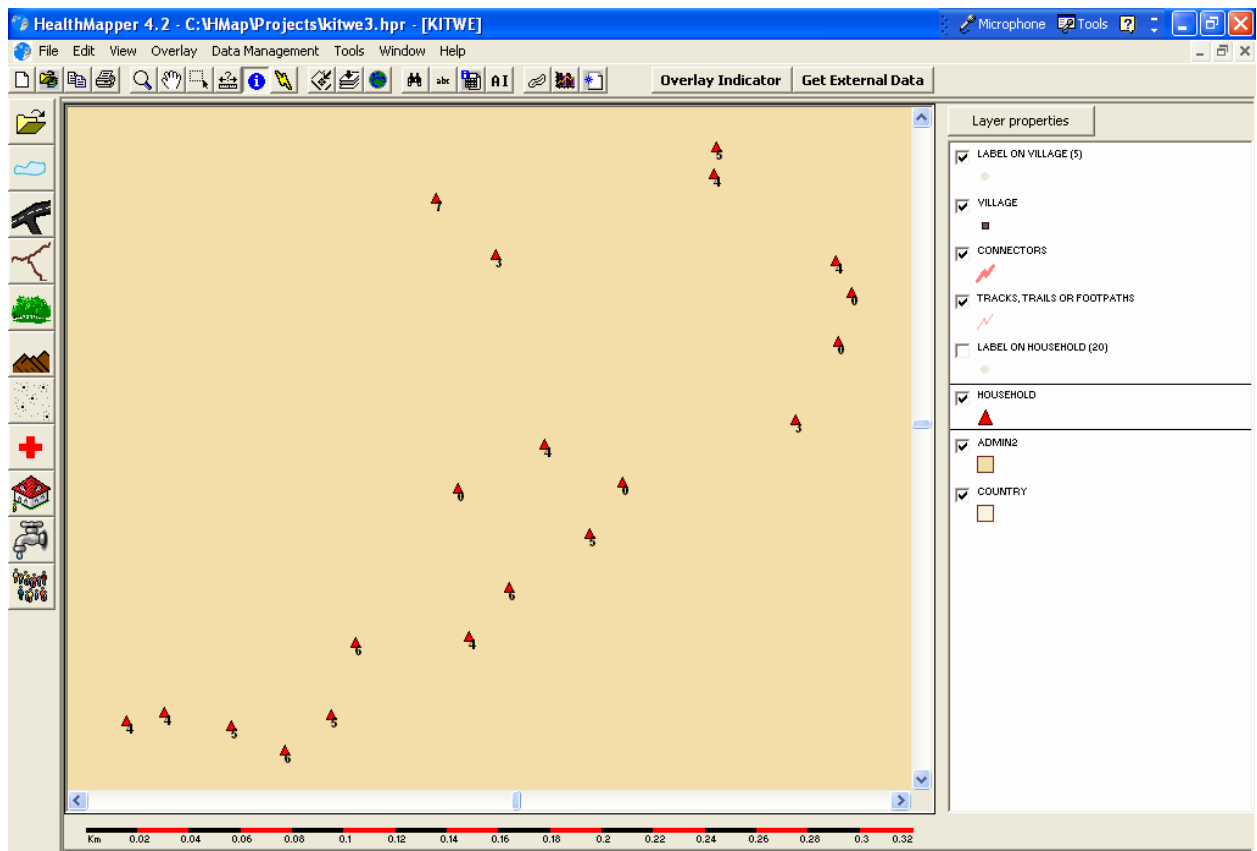 HealthMapper 4.2 - C:\HMap\Projects\kitwe3.hpr - [KITWE]
Microphone Tools ?
File Edit View Overlay Data Management Tools Window Help
abc AI Overlay Indicator Get External Data
Layer properties
LABEL ON VILLAGE (5)
VILLAGE
CONNECTORS
TRACKS, TRAILS OR FOOTPATHS
LABEL ON HOUSEHOLD (20)
HOUSEHOLD
ADMIN2
COUNTRY
5
4
7
3
4
0
0
3
4
0
0
5
6
4
6
4
4
5
5
6
Km 0.02 0.04 0.06 0.08 0.1 0.12 0.14 0.16 0.18 0.2 0.22 0.24 0.26 0.28 0.3 0.32